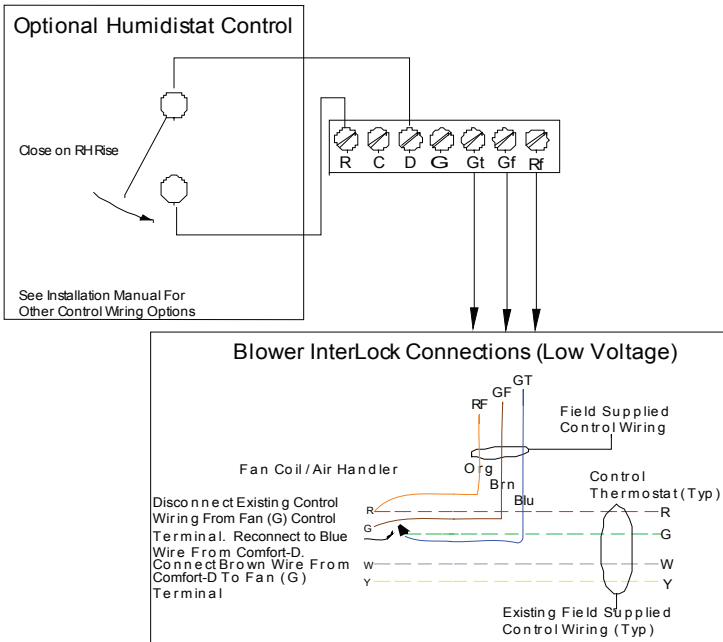 Optional Humidistat Control
Close on RH Rise
See Installation Manual For
Other Control Wiring Options
R C D G Gt Gf Rf
Blower InterLock Connections (Low Voltage)
RF GF GT
Field Supplied
Control Wiring
Org
Brn
Blu
Fan Coil / Air Handler
Control
Thermostat (Typ)
Disconnect Existing Control
Wiring From Fan (G) Control
Terminal. Reconnect to Blue
Wire From Comfort-D.
Connect Brown Wire From
Comfort-D To Fan (G)
Terminal
R
G
W
Y
R
G
W
Y
Existing Field Supplied
Control Wiring (Typ)